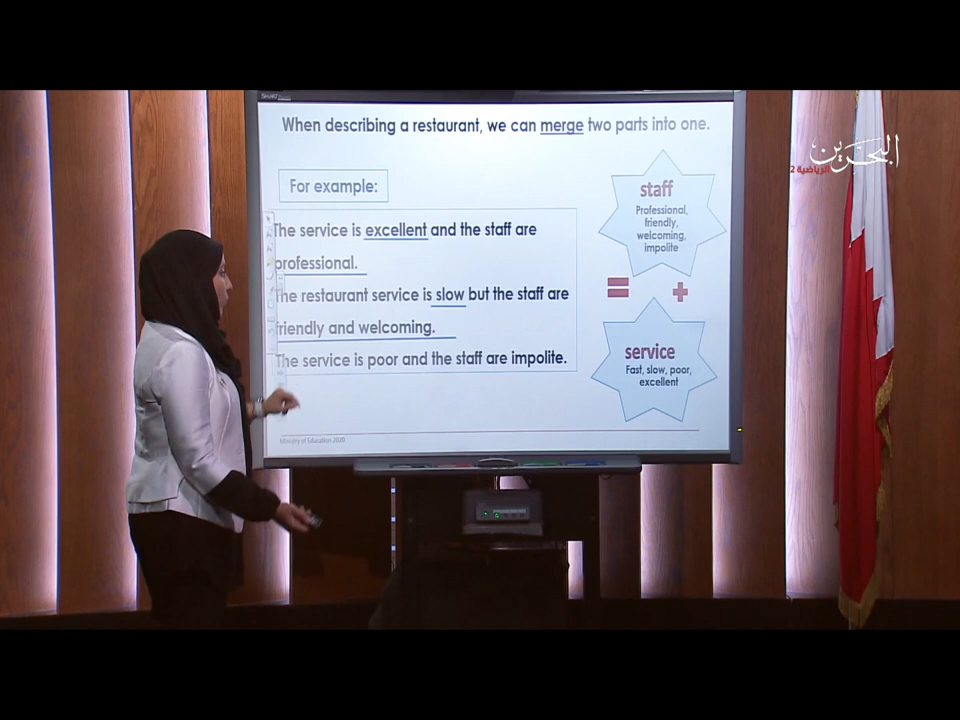 SMART
When describing a restaurant, we can merge two parts into one.
البحرين
الرياضية 2
For example:
staff
Professional,
friendly,
welcoming,
impolite
The service is excellent and the staff are
professional.
The restaurant service is slow but the staff are
friendly and welcoming.
The service is poor and the staff are impolite.
= +
service
Fast, slow, poor,
excellent
Ministry of Education 2020